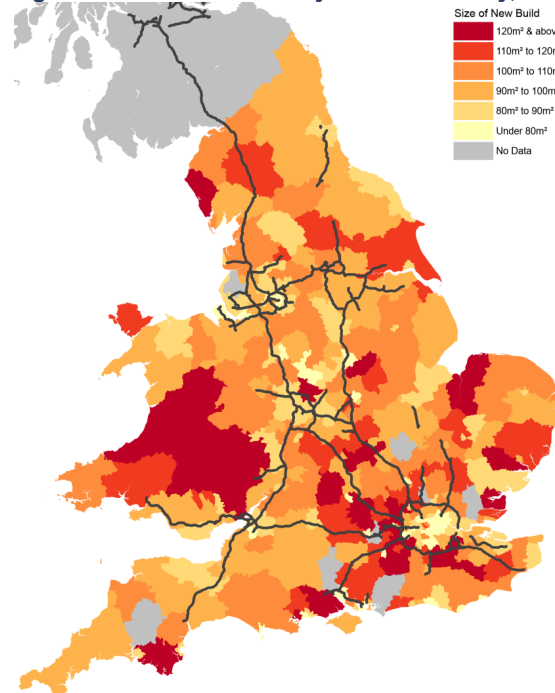 Size of New Build
120m² & abov
110m² to 120m
100m² to 110m
90m² to 100m
80m² to 90m²
Under 80m²
No Data